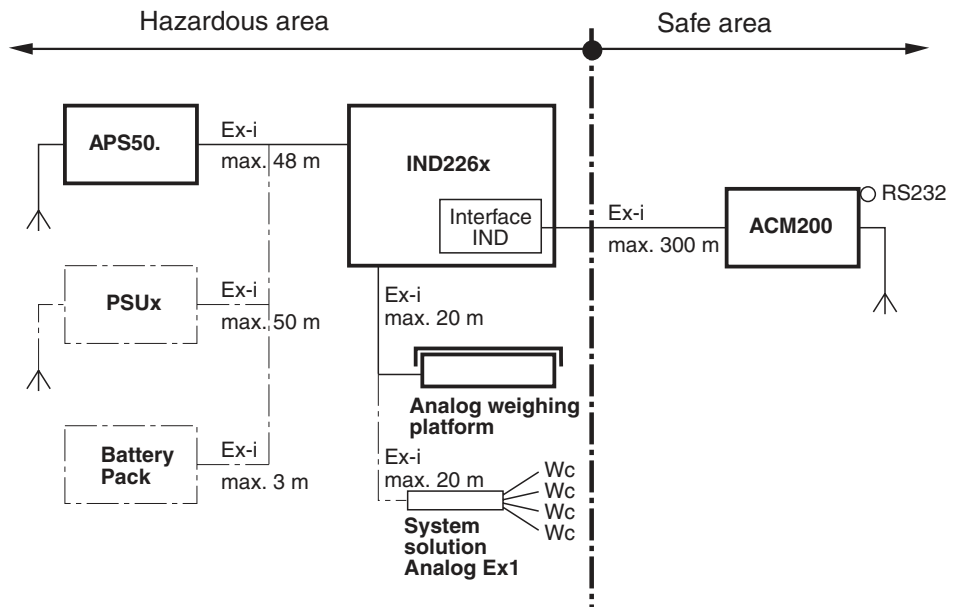 Hazardous area
Safe area
APS50.
Ex-i
max. 48 m
IND226x
Interface
IND
Ex-i
max. 300 m
ACM200
RS232
PSUx
Ex-i
max. 50 m
Ex-i
max. 20 m
Analog weighing
platform
Battery
Pack
Ex-i
max. 3 m
Ex-i
max. 20 m
Wc
Wc
Wc
Wc
System
solution
Analog Ex1